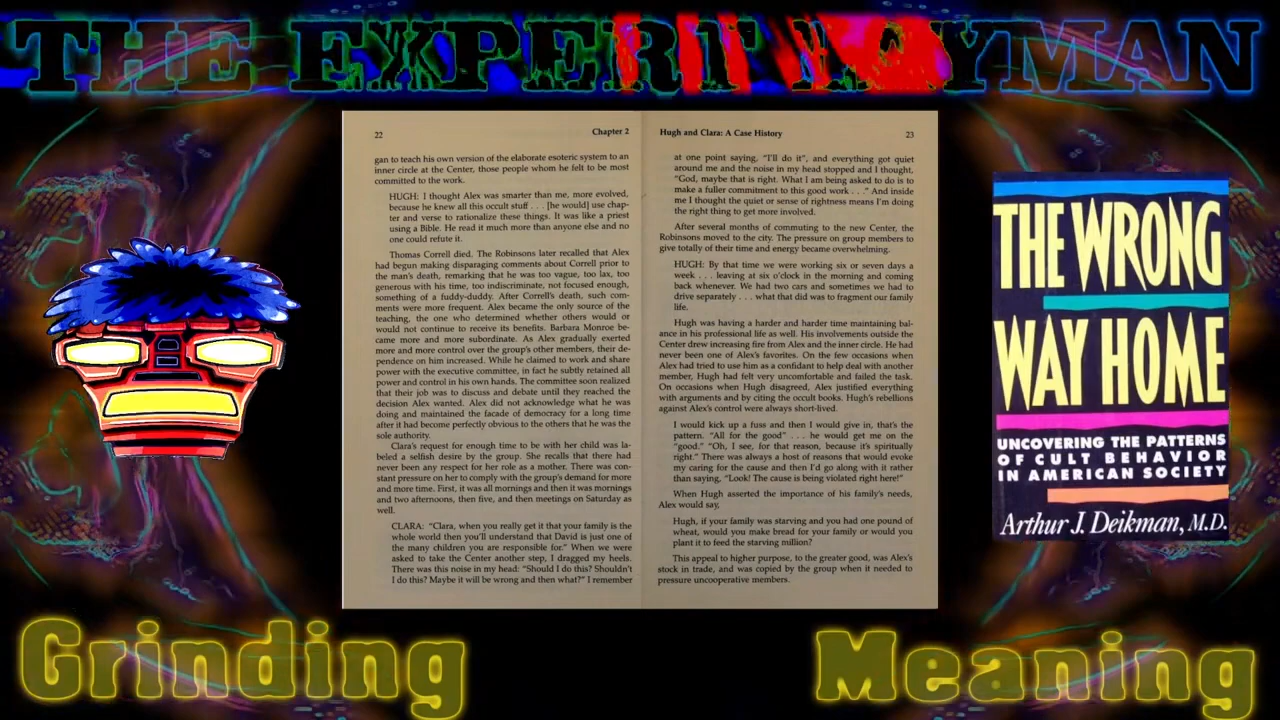 THE EXPERT LAYMAN
22
Chapter 2
gan to teach his own version of the elaborate esoteric system to an
inner circle at the Center, those people whom he felt to be most
committed to the work.
HUGH: I thought Alex was smarter than me, more evolved,
because he knew all this occult stuff . . . [he would] use chap-
ter and verse to rationalize these things. It was like a priest
using a Bible. He read it much more than anyone else and no
one could refute it.
Thomas Correll died. The Robinsons later recalled that Alex
had begun making disparaging comments about Correll prior to
the man's death, remarking that he was too vague, too lax, too
generous with his time, too indiscriminate, not focused enough,
something of a fuddy-duddy. After Correll's death, such com-
ments were more frequent. Alex became the only source of the
teaching, the one who determined whether others would or
would not continue to receive its benefits. Barbara Monroe be-
came more and more subordinate. As Alex gradually exerted
more and more control over the group's other members, their de-
pendence on him increased. While he claimed to work and share
power with the executive committee, in fact he subtly retained all
power and control in his own hands. The committee soon realized
that their job was to discuss and debate until they reached the
decision Alex wanted. Alex did not acknowledge what he was
doing and maintained the facade of democracy for a long time
after it had become perfectly obvious to the others that he was the
sole authority.
Clara's request for enough time to be with her child was la-
beled a selfish desire by the group. She recalls that there had
never been any respect for her role as a mother. There was con-
stant pressure on her to comply with the group's demand for more
and more time. First, it was all mornings and then it was mornings
and two afternoons, then five, and then meetings on Saturday as
well.
CLARA: "Clara, when you really get it that your family is the
whole world then you'll understand that David is just one of
the many children you are responsible for." When we were
asked to take the Center another step, I dragged my heels.
There was this noise in my head: "Should I do this? Shouldn't
I do this? Maybe it will be wrong and then what?" I remember
Hugh and Clara: A Case History
23
at one point saying, "I'll do it", and everything got quiet
around me and the noise in my head stopped and I thought,
"God, maybe that is right. What I am being asked to do is to
make a fuller commitment to this good work . . ." And inside
me I thought the quiet or sense of rightness means I'm doing
the right thing to get more involved.
After several months of commuting to the new Center, the
Robinsons moved to the city. The pressure on group members to
give totally of their time and energy became overwhelming.
HUGH: By that time we were working six or seven days a
week . . . leaving at six o'clock in the morning and coming
back whenever. We had two cars and sometimes we had to
drive separately . . . what that did was to fragment our family
life.
Hugh was having a harder and harder time maintaining bal-
ance in his professional life as well. His involvements outside the
Center drew increasing fire from Alex and the inner circle. He had
never been one of Alex's favorites. On the few occasions when
Alex had tried to use him as a confidant to help deal with another
member, Hugh had felt very uncomfortable and failed the task.
On occasions when Hugh disagreed, Alex justified everything
with arguments and by citing the occult books. Hugh's rebellions
against Alex's control were always short-lived.
I would kick up a fuss and then I would give in, that's the
pattern. "All for the good" . . . he would get me on the
"good." "Oh, I see, for that reason, because it's spiritually
right." There was always a host of reasons that would evoke
my caring for the cause and then I'd go along with it rather
than saying, "Look! The cause is being violated right here!"
When Hugh asserted the importance of his family's needs,
Alex would say,
Hugh, if your family was starving and you had one pound of
wheat, would you make bread for your family or would you
plant it to feed the starving million?
This appeal to higher purpose, to the greater good, was Alex's
stock in trade, and was copied by the group when it needed to
pressure uncooperative members.
THE WRONG
WAY HOME
UNCOVERING THE PATTERNS
OF CULT BEHAVIOR
IN AMERICAN SOCIETY
Arthur J. Deikman, M.D.
Grinding
Meaning